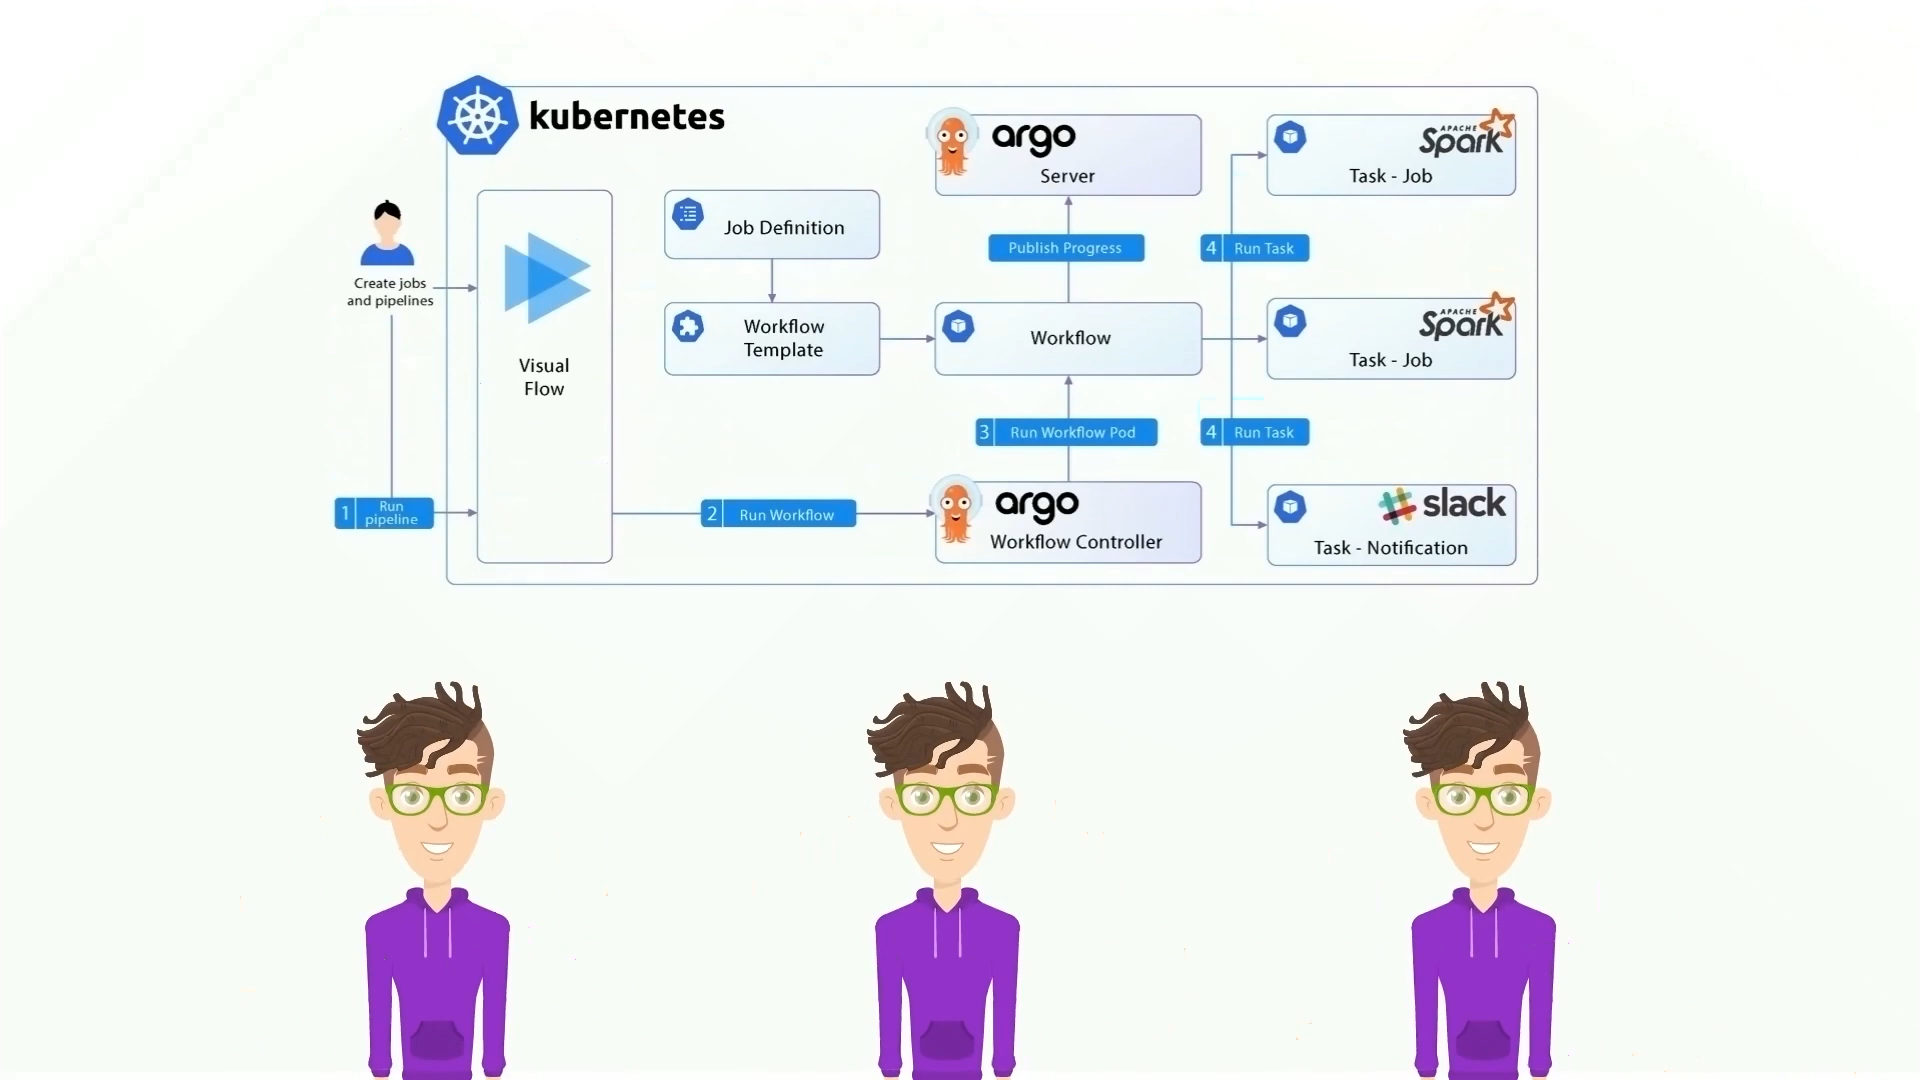 kubernetes
argo
Server
APACHE
Spark
Task - Job
Create jobs
and pipelines
Visual
Flow
Job Definition
Publish Progress
4 Run Task
Workflow
Template
Workflow
APACHE
Spark
Task - Job
3 Run Workflow Pod
4 Run Task
1 Run
pipeline
2 Run Workflow
argo
Workflow Controller
slack
Task - Notification